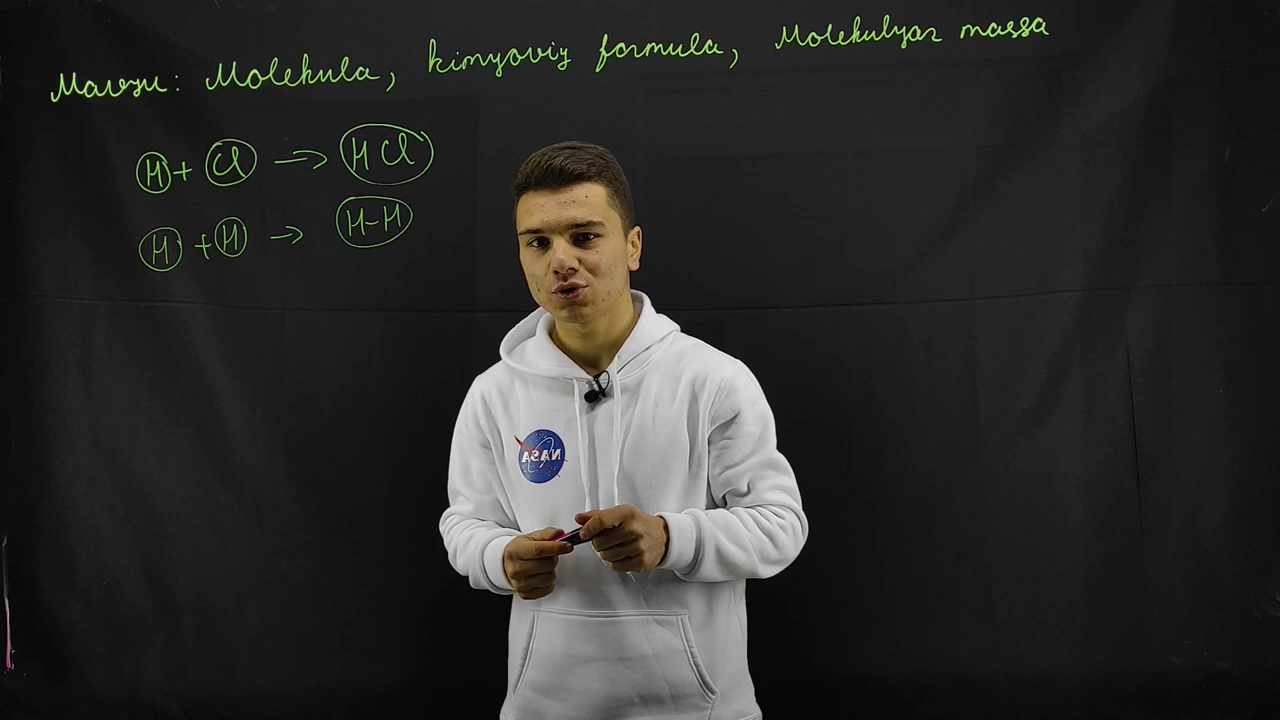 Mavzu: Molekula, kimyoviy formula, Molekulyar massa
H + Cl → HCl
H + H → H-H
NASA